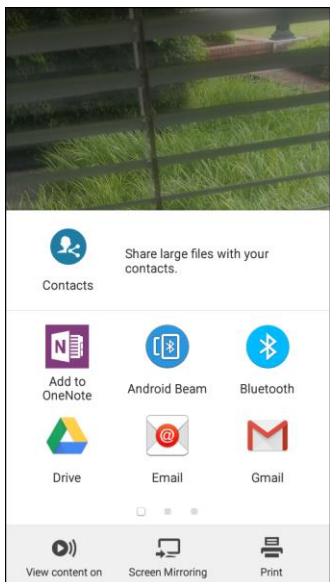 Share large files with your
contacts.
Contacts
Add to
OneNote
Android Beam
Bluetooth
N
@
Drive
Email
Gmail
View content on
Screen Mirroring
Print